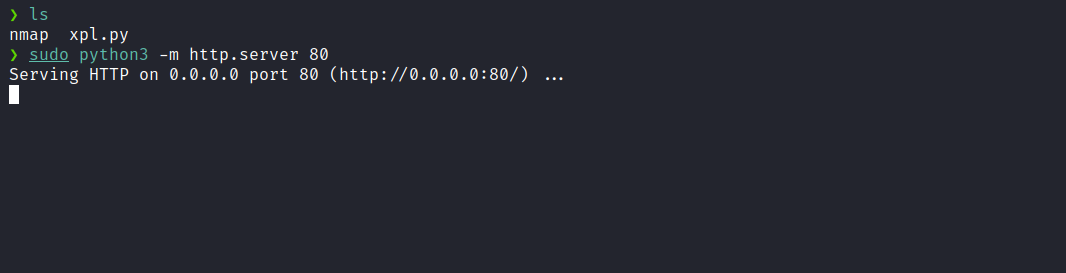 ❯ ls
nmap  xpl.py
❯ sudo python3 -m http.server 80
Serving HTTP on 0.0.0.0 port 80 (http://0.0.0.0:80/) ...